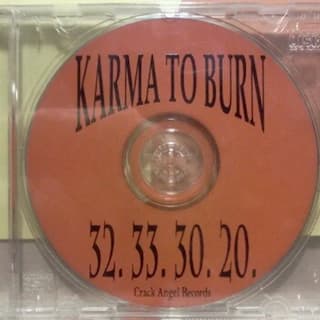 KARMA TO BURN
32. 33. 30. 20.
Crack Angel Records